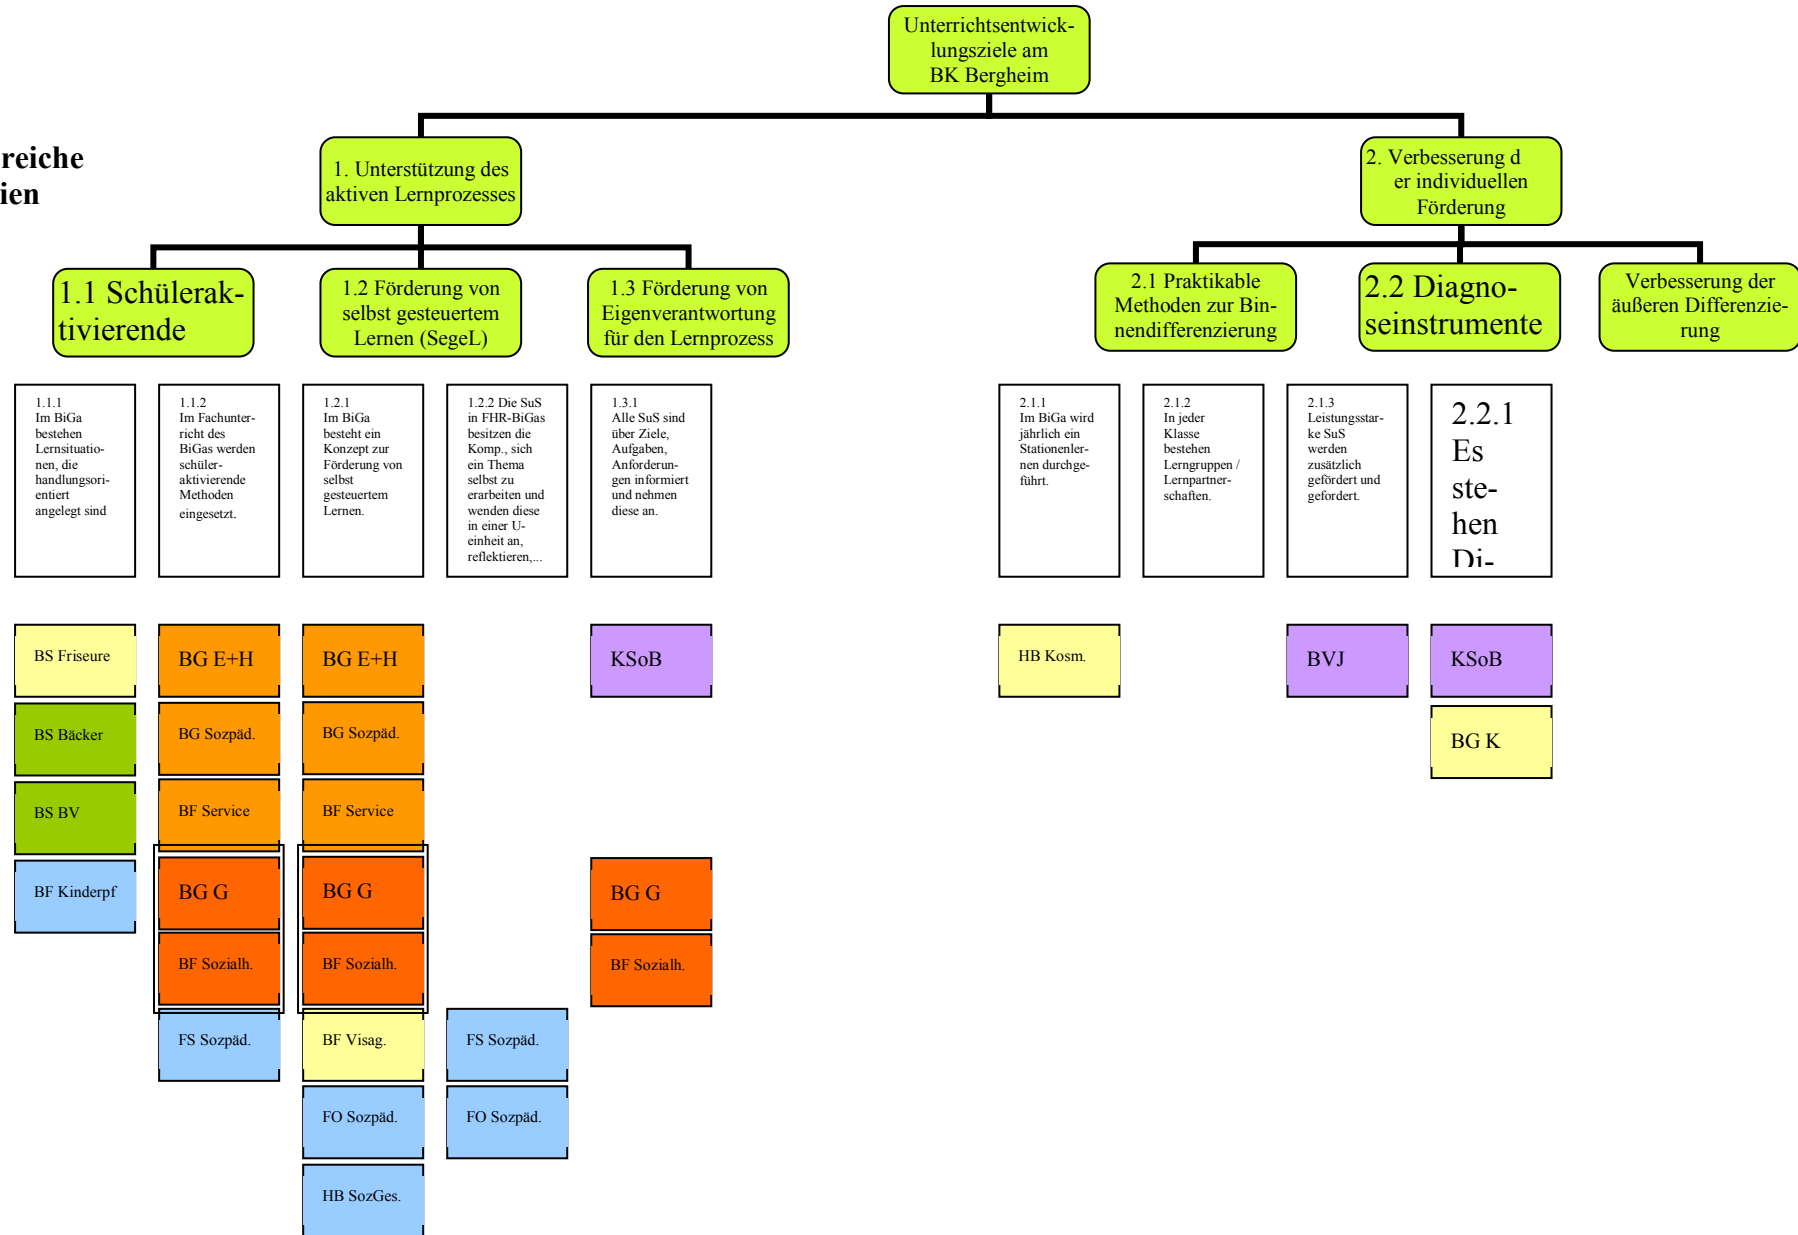 Unterrichtsentwick-
lungsziele am
BK Bergheim
reiche
ien
1. Unterstützung des
aktiven Lernprozesses
2. Verbesserung d
er individuellen
Förderung
1.1 Schülerak-
tivierende
1.2 Förderung von
selbst gesteuertem
Lernen (SegeL)
1.3 Förderung von
Eigenverantwortung
für den Lernprozess
2.1 Praktikable
Methoden zur Bin-
nendifferenzierung
2.2 Diagno-
seinstrumente
Verbesserung der
äußeren Differenzie-
rung
1.1.1
Im BiGa
bestehen
Lernsituatio-
nen, die
handlungsori-
entiert
angelegt sind
1.1.2
Im Fachunter-
richt des
BiGas werden
schüler-
aktivierende
Methoden
eingesetzt.
1.2.1
Im BiGa
besteht ein
Konzept zur
Förderung von
selbst
gesteuertem
Lernen.
1.2.2 Die SuS
in FHR-BiGas
besitzen die
Komp., sich
ein Thema
selbst zu
erarbeiten und
wenden diese
in einer U-
einheit an,
reflektieren,...
1.3.1
Alle SuS sind
über Ziele,
Aufgaben,
Anforderun-
gen informiert
und nehmen
diese an.
2.1.1
Im BiGa wird
jährlich ein
Stationenler-
nen durchge-
führt.
2.1.2
In jeder
Klasse
bestehen
Lerngruppen /
Lernpartner-
schaften.
2.1.3
Leistungsstar-
ke SuS
werden
zusätzlich
gefördert und
gefordert.
2.2.1
Es
ste-
hen
Di-
BS Friseure
BG E+H
BG E+H
KSoB
HB Kosm.
BVJ
KSoB
BS Bäcker
BG Sozpäd.
BG Sozpäd.
BG K
BS BV
BF Service
BF Service
BF Kinderpf
BG G
BG G
BG G
BF Sozialh.
BF Sozialh.
BF Sozialh.
FS Sozpäd.
BF Visag.
FS Sozpäd.
FO Sozpäd.
FO Sozpäd.
HB SozGes.